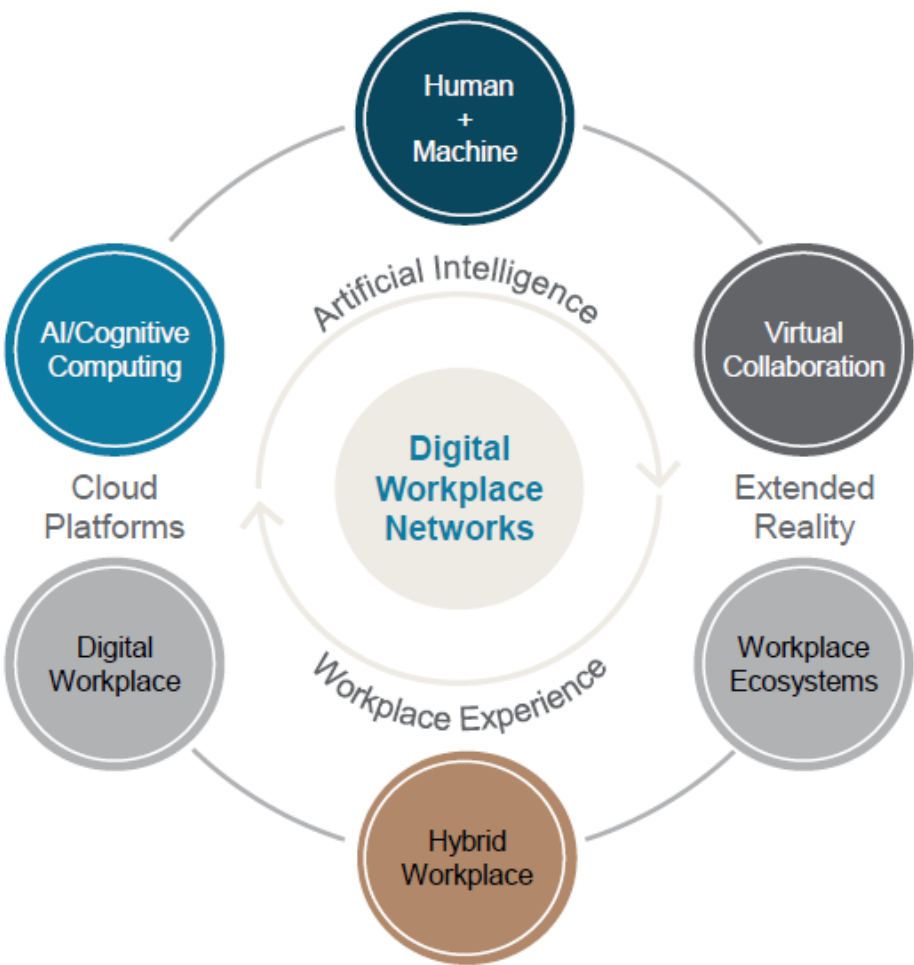 Human
+
Machine
Artificial Intelligence
AI/Cognitive
Computing
Virtual
Collaboration
Digital
Workplace
Networks
Cloud
Platforms
Extended
Reality
Digital
Workplace
Workplace
Ecosystems
Workplace Experience
Hybrid
Workplace